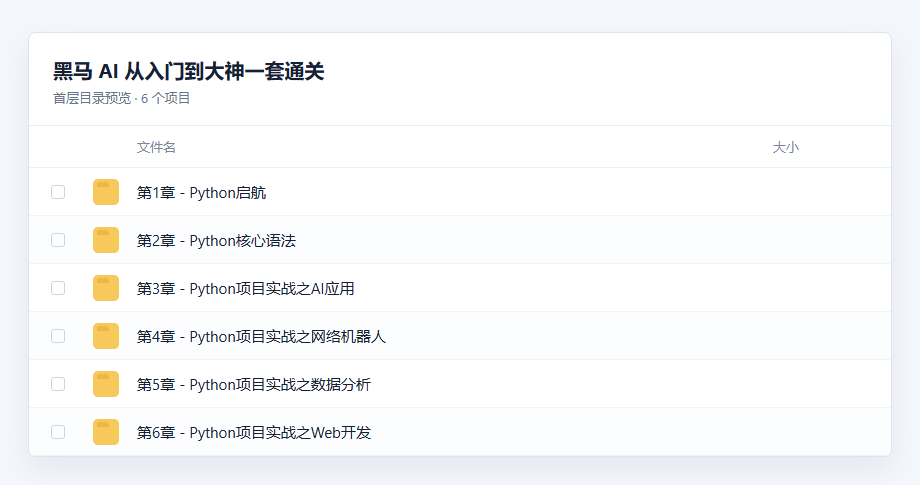 黑马 AI 从入门到大神一套通关
首层目录预览 · 6 个项目
文件名 大小
第1章 - Python启航
第2章 - Python核心语法
第3章 - Python项目实战之AI应用
第4章 - Python项目实战之网络机器人
第5章 - Python项目实战之数据分析
第6章 - Python项目实战之Web开发